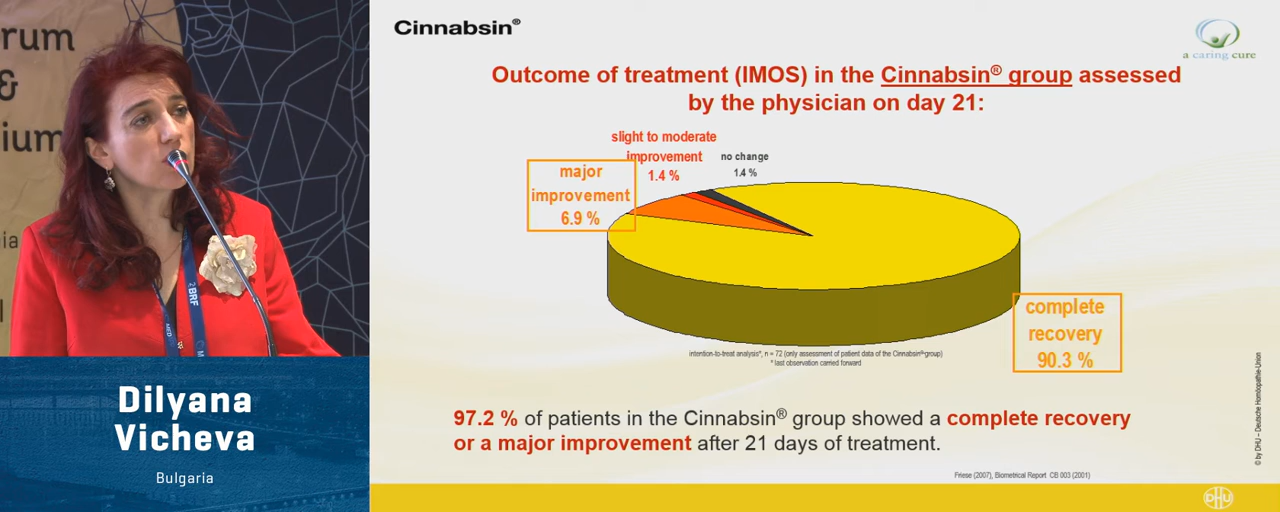 rum
&
ium
ia
2 BRF
Dilyana
Vicheva
Bulgaria
Cinnabsin®
a caring cure
Outcome of treatment (IMOS) in the Cinnabsin® group assessed
by the physician on day 21:
slight to moderate
improvement
1.4 %
no change
1.4 %
major
improvement
6.9 %
complete
recovery
90.3 %
intention-to-treat analysis*, n = 72 (only assessment of patient data of the Cinnabsin® group)
* last observation carried forward
97.2 % of patients in the Cinnabsin® group showed a complete recovery
or a major improvement after 21 days of treatment.
Friese (2007), Biometrical Report CB 003 (2001)
© by DHU – Deutsche Homöopathie-Union
DHU